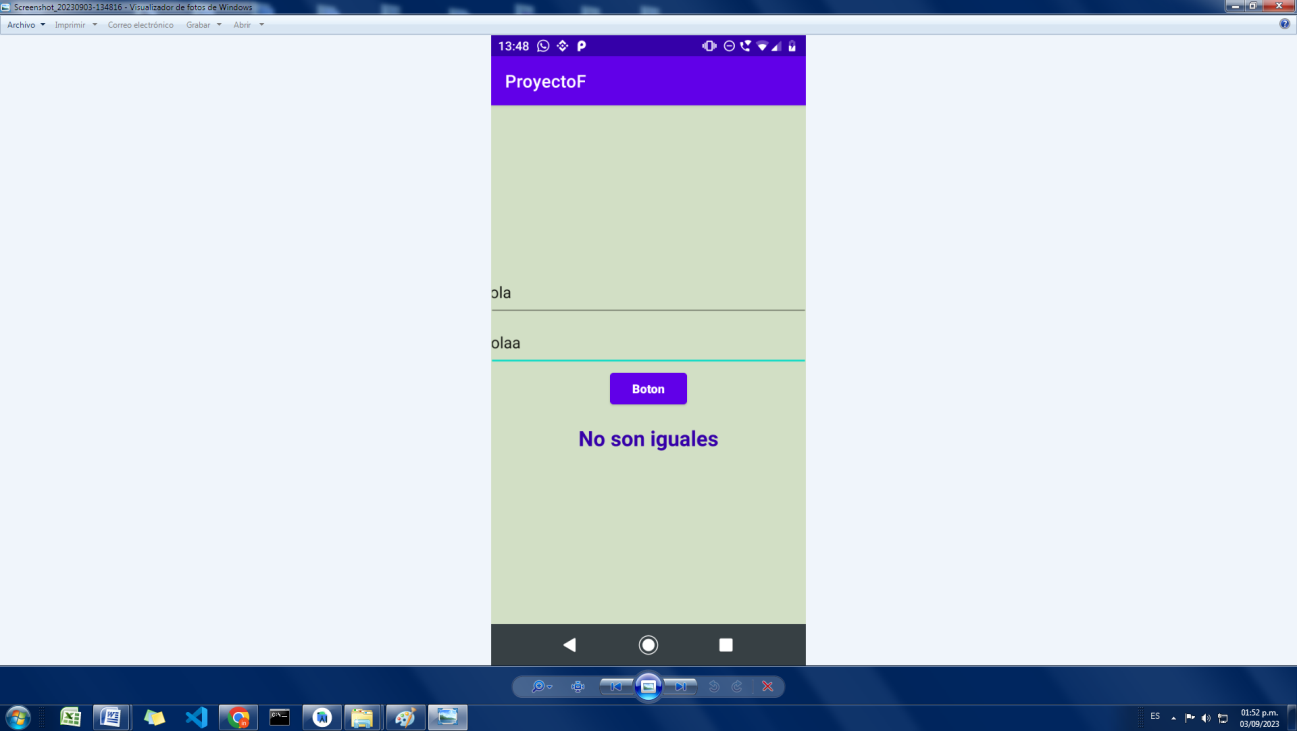 Screenshot_20230903-134816 - Visualizador de fotos de Windows
Archivo Imprimir Correo electrónico Grabar Abrir
13:48
ProyectoF
ola
olaa
Boton
No son iguales
ES
01:52 p.m.
03/09/2023